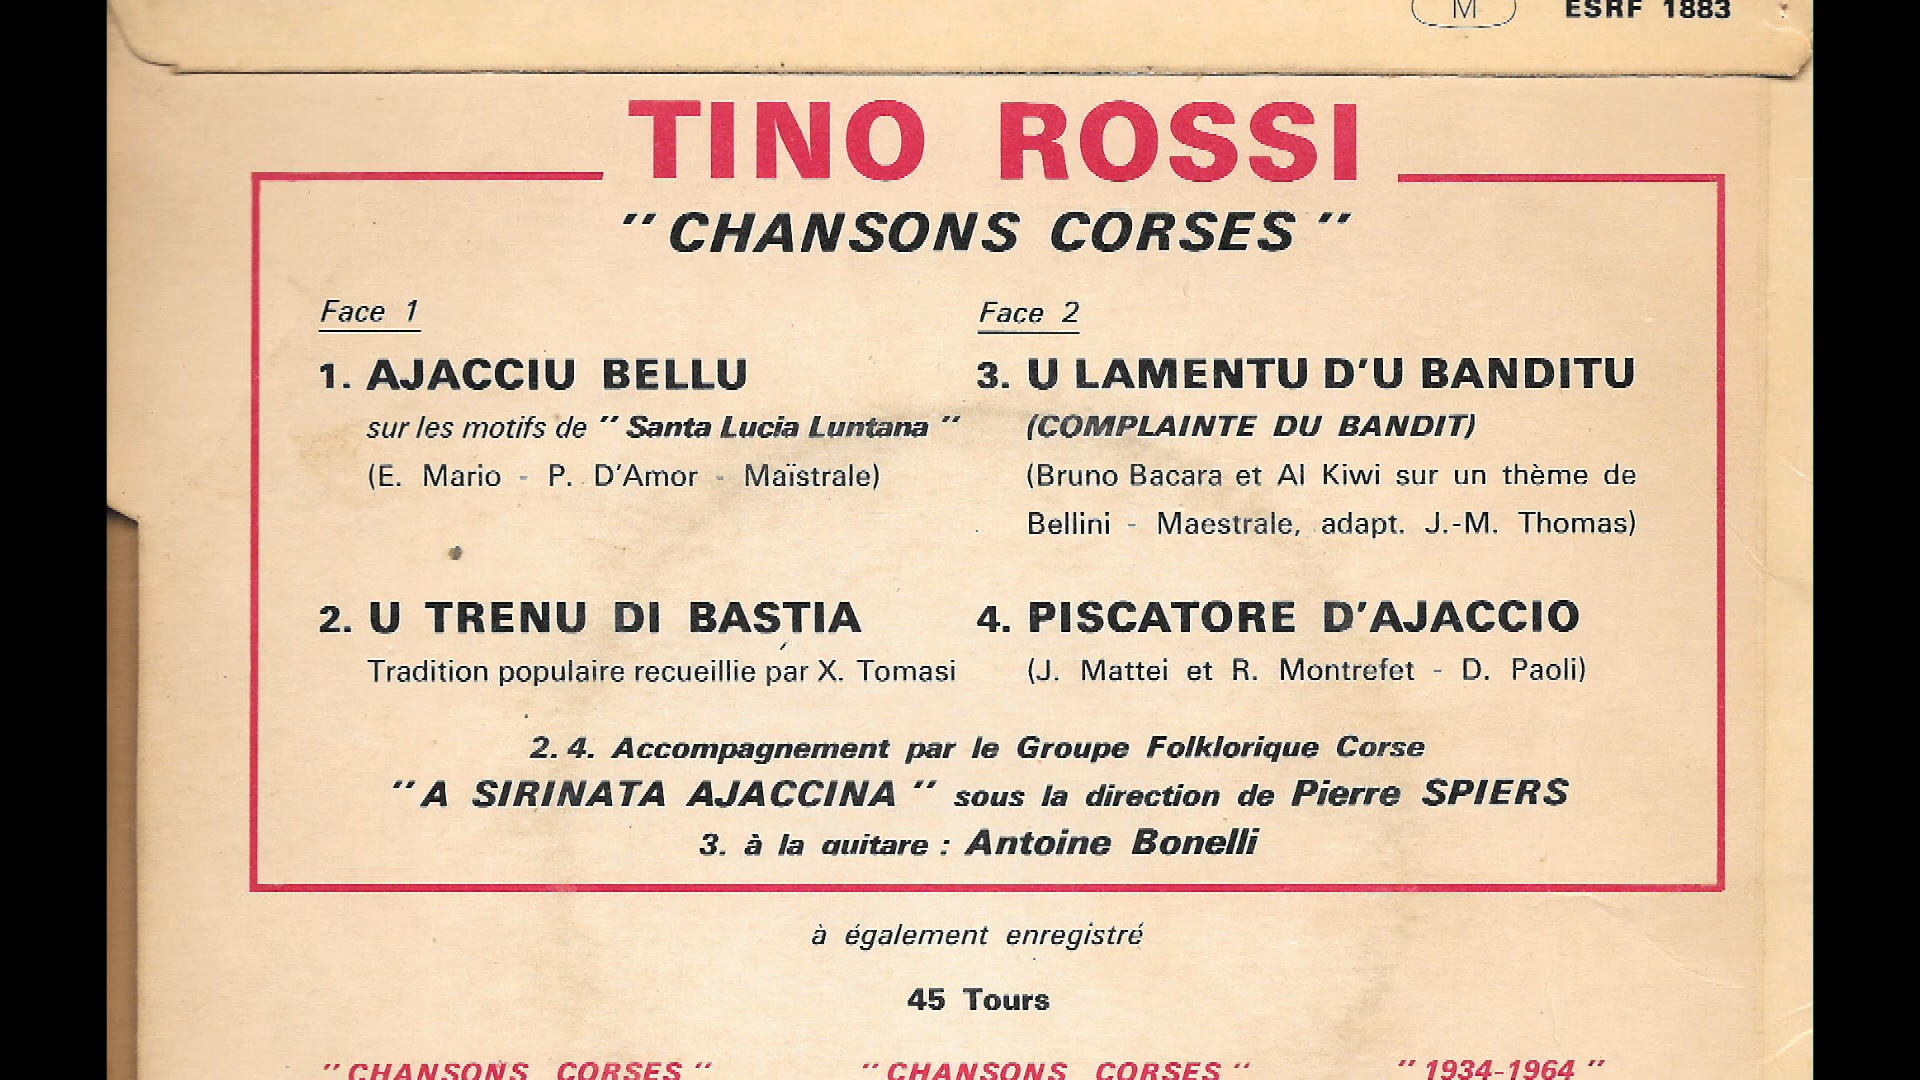 M ESRF 1883
TINO ROSSI
" CHANSONS CORSES "
Face 1
1. AJACCIU BELLU
sur les motifs de " Santa Lucia Luntana "
(E. Mario - P. D'Amor - Maïstrale)
2. U TRENU DI BASTIA
Tradition populaire recueillie par X. Tomasi
Face 2
3. U LAMENTU D'U BANDITU
(COMPLAINTE DU BANDIT)
(Bruno Bacara et Al Kiwi sur un thème de
Bellini - Maestrale, adapt. J.-M. Thomas)
4. PISCATORE D'AJACCIO
(J. Mattei et R. Montrefet - D. Paoli)
2. 4. Accompagnement par le Groupe Folklorique Corse
" A SIRINATA AJACCINA " sous la direction de Pierre SPIERS
3. à la guitare : Antoine Bonelli
à également enregistré
45 Tours
" CHANSONS CORSES " " CHANSONS CORSES " " 1934-1964 "